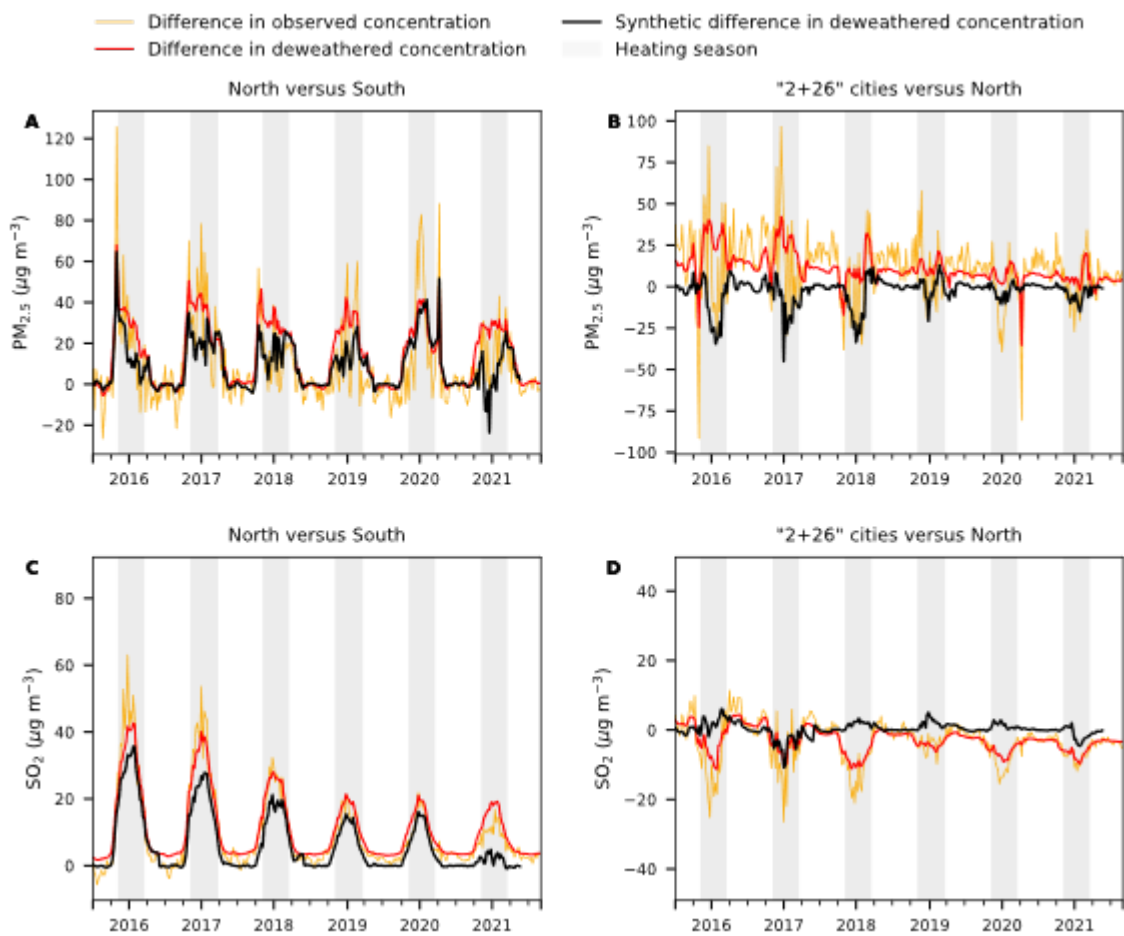 Difference in observed concentration
Difference in deweathered concentration
Synthetic difference in deweathered concentration
Heating season
North versus South
A
PM2.5 (μg m−3)
120
100
80
60
40
20
0
−20
2016 2017 2018 2019 2020 2021
"2+26" cities versus North
B
PM2.5 (μg m−3)
100
75
50
25
0
−25
−50
−75
−100
2016 2017 2018 2019 2020 2021
North versus South
C
SO2 (μg m−3)
80
60
40
20
0
2016 2017 2018 2019 2020 2021
"2+26" cities versus North
D
SO2 (μg m−3)
40
20
0
−20
−40
2016 2017 2018 2019 2020 2021